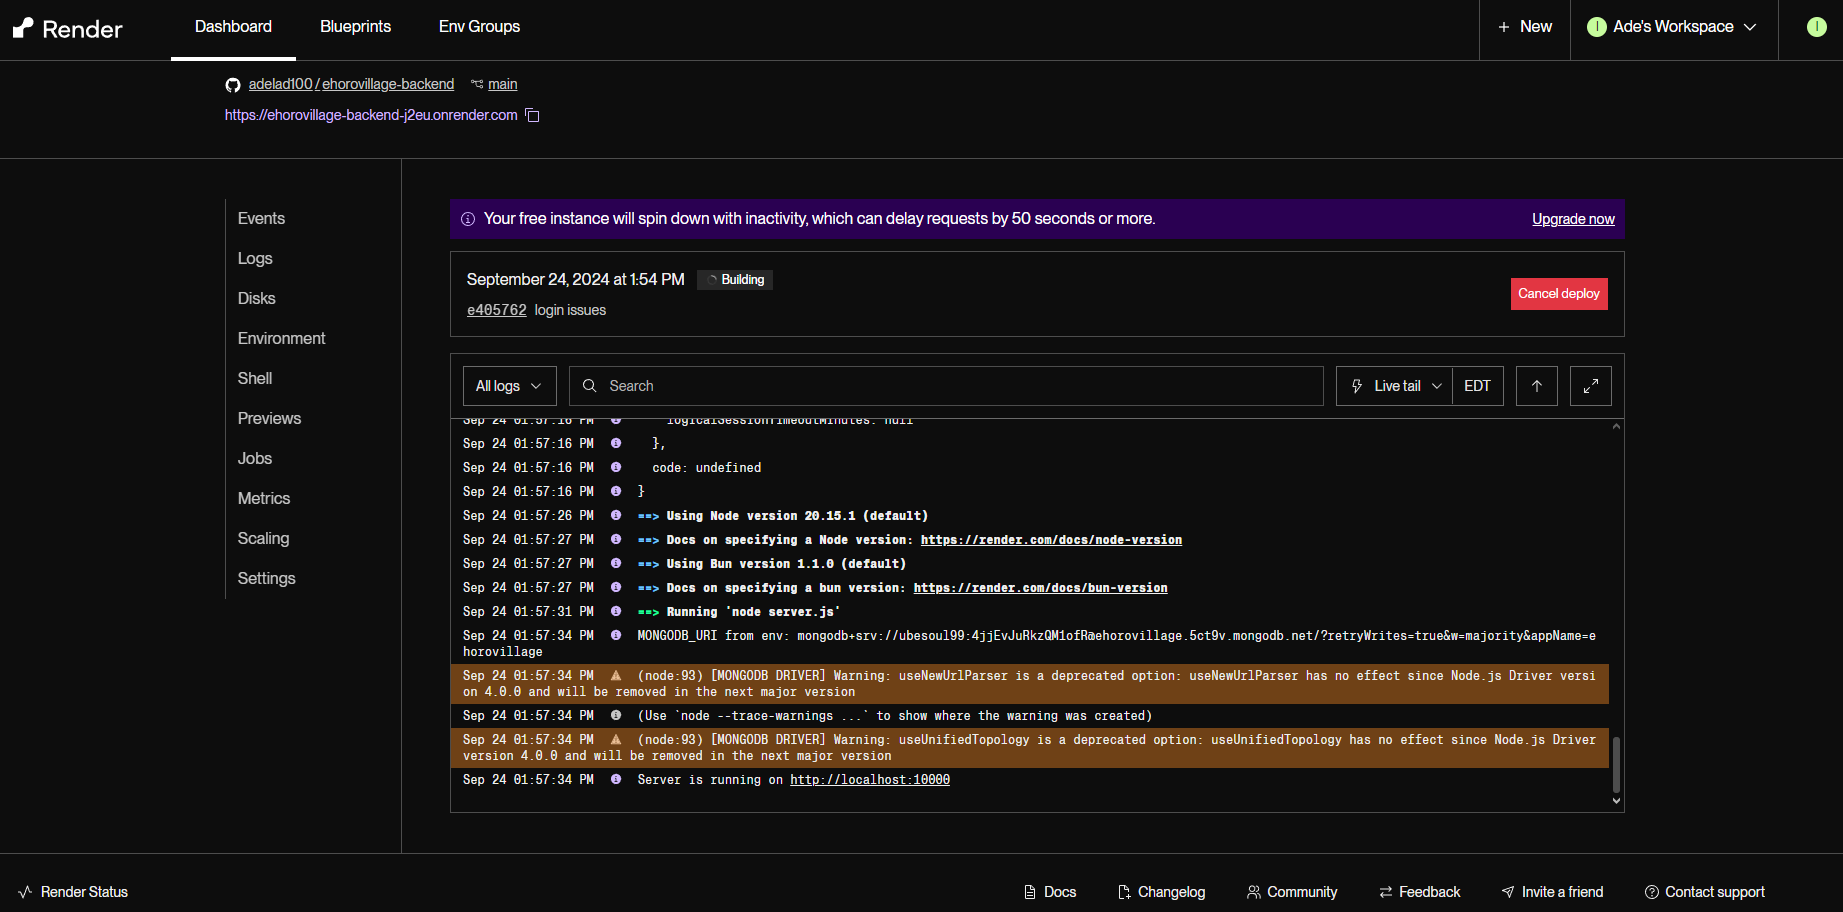 Render
Dashboard
Blueprints
Env Groups
+ New
I Ade's Workspace
I
adelad100 / ehorovillage-backend main
https://ehorovillage-backend-j2eu.onrender.com
Events
Logs
Disks
Environment
Shell
Previews
Jobs
Metrics
Scaling
Settings
Your free instance will spin down with inactivity, which can delay requests by 50 seconds or more.
Upgrade now
September 24, 2024 at 1:54 PM Building
e405762 login issues
Cancel deploy
All logs
Search
Live tail
EDT
Sep 24 01:57:16 PM logicalSessionTimeoutMinutes: null
Sep 24 01:57:16 PM },
Sep 24 01:57:16 PM code: undefined
Sep 24 01:57:16 PM }
Sep 24 01:57:26 PM ==> Using Node version 20.15.1 (default)
Sep 24 01:57:27 PM ==> Docs on specifying a Node version: https://render.com/docs/node-version
Sep 24 01:57:27 PM ==> Using Bun version 1.1.0 (default)
Sep 24 01:57:27 PM ==> Docs on specifying a bun version: https://render.com/docs/bun-version
Sep 24 01:57:31 PM ==> Running 'node server.js'
Sep 24 01:57:34 PM MONGODB_URI from env: mongodb+srv://ubesoul99:4jjEvJuRkzQM1ofR@ehorovillage.5ct9v.mongodb.net/?retryWrites=true&w=majority&appName=e
horovillage
Sep 24 01:57:34 PM (node:93) [MONGODB DRIVER] Warning: useNewUrlParser is a deprecated option: useNewUrlParser has no effect since Node.js Driver versi
on 4.0.0 and will be removed in the next major version
Sep 24 01:57:34 PM (Use `node --trace-warnings ...` to show where the warning was created)
Sep 24 01:57:34 PM (node:93) [MONGODB DRIVER] Warning: useUnifiedTopology is a deprecated option: useUnifiedTopology has no effect since Node.js Driver
version 4.0.0 and will be removed in the next major version
Sep 24 01:57:34 PM Server is running on http://localhost:10000
Render Status
Docs
Changelog
Community
Feedback
Invite a friend
Contact support